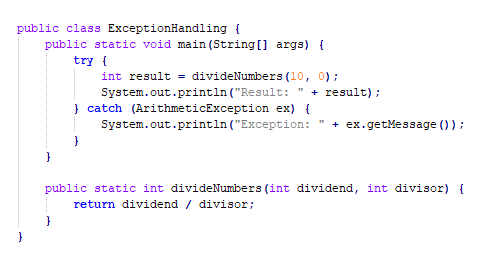 public class ExceptionHandling {
    public static void main(String[] args) {
        try {
            int result = divideNumbers(10, 0);
            System.out.println("Result: " + result);
        } catch (ArithmeticException ex) {
            System.out.println("Exception: " + ex.getMessage());
        }
    }

    public static int divideNumbers(int dividend, int divisor) {
        return dividend / divisor;
    }
}